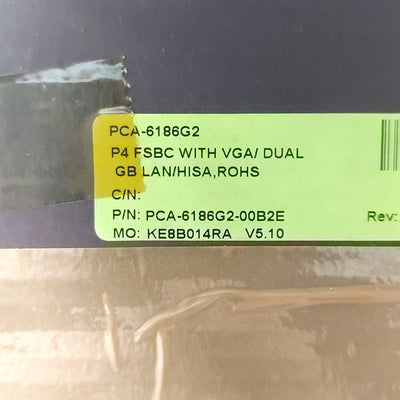 PCA-6186G2
P4 FSBC WITH VGA/ DUAL
GB LAN/HISA,ROHS
C/N:
P/N: PCA-6186G2-00B2E Rev:
MO: KE8B014RA V5.10